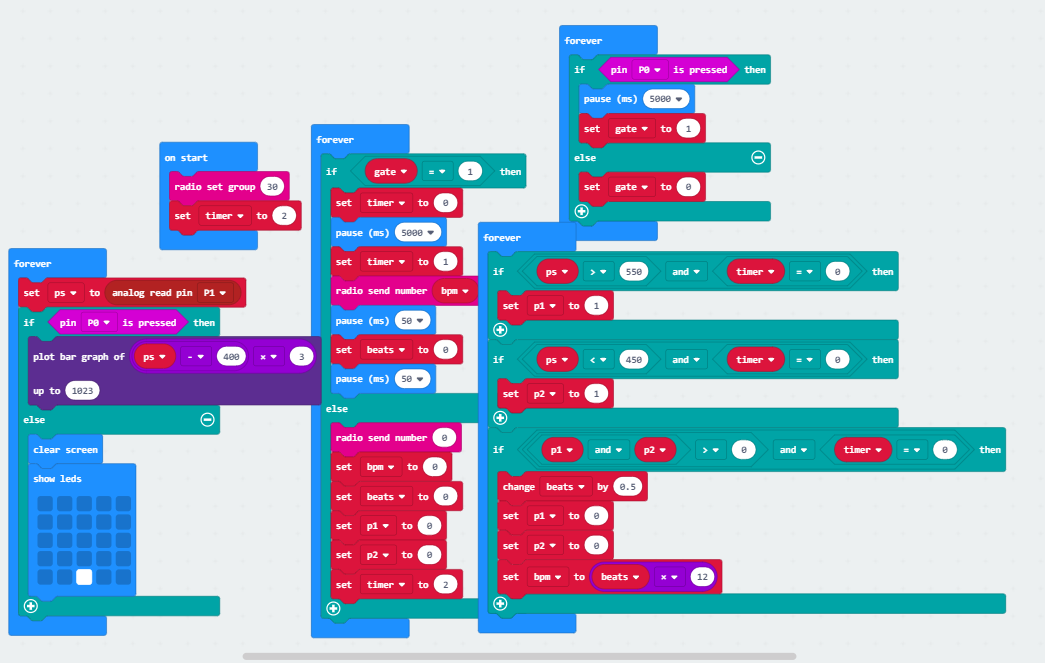 on start
radio set group 30
set timer to 2
forever
set ps to analog read pin P1
if pin P0 is pressed then
plot bar graph of ps - 400 × 3
up to 1023
else
clear screen
show leds
forever
if gate = 1 then
set timer to 0
pause (ms) 5000
set timer to 1
radio send number bpm
pause (ms) 50
set beats to 0
pause (ms) 50
else
radio send number 0
set bpm to 0
set beats to 0
set p1 to 0
set p2 to 0
set timer to 2
forever
if pin P0 is pressed then
pause (ms) 5000
set gate to 1
else
set gate to 0
forever
if ps > 550 and timer = 0 then
set p1 to 1
if ps < 450 and timer = 0 then
set p2 to 1
if p1 and p2 > 0 and timer = 0 then
change beats by 0.5
set p1 to 0
set p2 to 0
set bpm to beats × 12